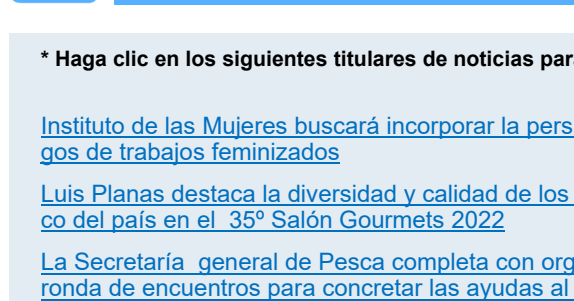 * Haga clic en los siguientes titulares de noticias para
Instituto de las Mujeres buscará incorporar la pers
gos de trabajos feminizados
Luis Planas destaca la diversidad y calidad de los
co del país en el 35º Salón Gourmets 2022
La Secretaría general de Pesca completa con org
ronda de encuentros para concretar las ayudas al